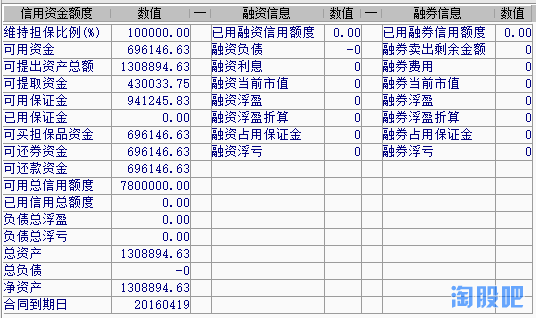 信用资金额度 数值 — 融资信息 数值 — 融券信息 数值
维持担保比例(%) 100000.00 已用融资信用额度 0.00 已用融券信用额度 0.00
可用资金 696146.63 融资负债 -0 融券卖出剩余金额 0
可提出资产总额 1308894.63 融资利息 0 融券费用 0
可提取资金 430033.75 融资当前市值 0 融券当前市值 0
可用保证金 941245.83 融资浮盈 0 融券浮盈 0
已用保证金 0.00 融资浮盈折算 0 融券浮盈折算 0
可买担保品资金 696146.63 融资占用保证金 0 融券占用保证金 0
可还券资金 696146.63 融资浮亏 0 融券浮亏 0
可还款资金 696146.63
可用总信用额度 7800000.00
已用信用总额度 0.00
负债总浮盈 0.00
负债总浮亏 0.00
总资产 1308894.63
总负债 -0
净资产 1308894.63
合同到期日 20160419
淘股吧